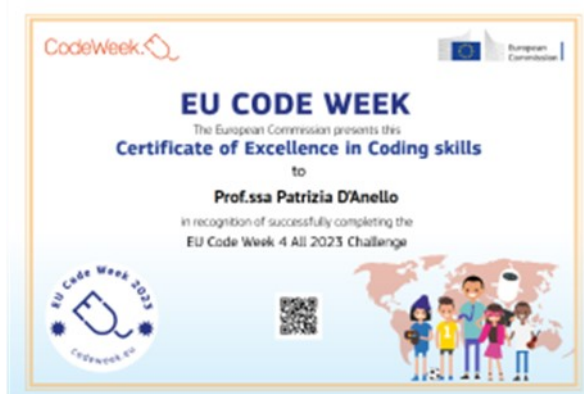 CodeWeek.
European
Commission
EU CODE WEEK
The European Commission presents this
Certificate of Excellence in Coding skills
to
Prof.ssa Patrizia D'Anello
in recognition of successfully completing the
EU Code Week 4 All 2023 Challenge
EU Code Week 2023
Codeweek.eu